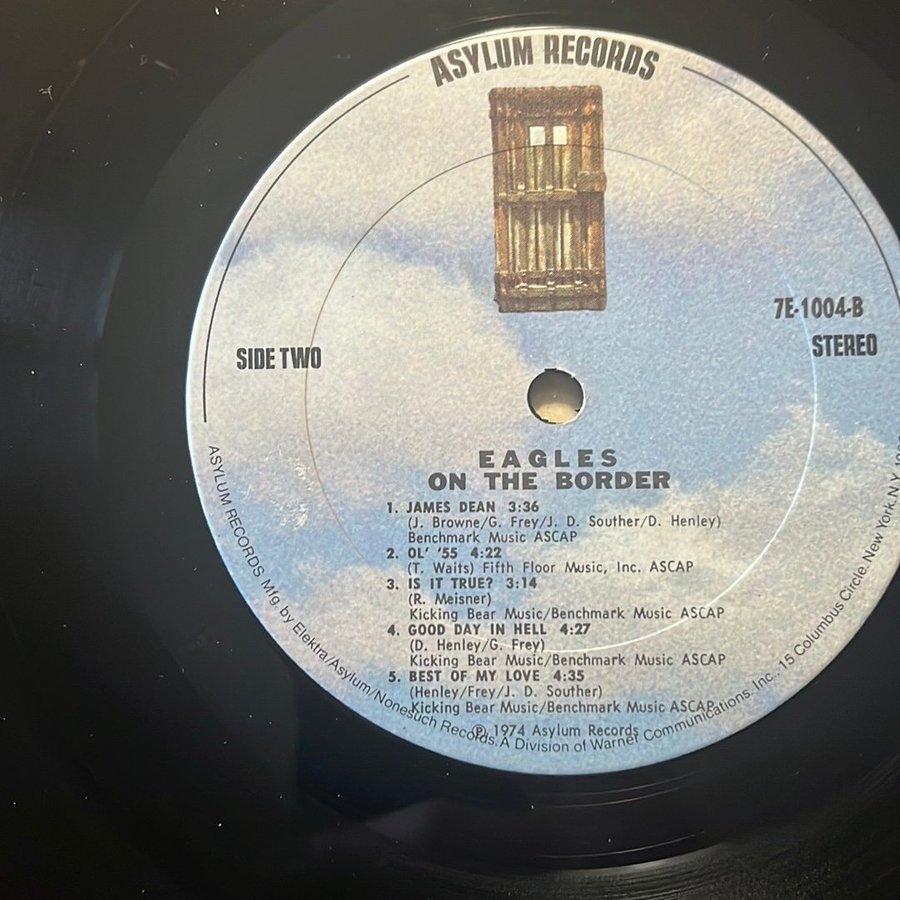 ASYLUM RECORDS
7E-1004-B
STEREO
SIDE TWO
EAGLES
ON THE BORDER
1. JAMES DEAN 3:36
(J. Browne/G. Frey/J. D. Souther/D. Henley)
Benchmark Music ASCAP
2. OL' '55 4:22
(T. Waits) Fifth Floor Music, Inc. ASCAP
3. IS IT TRUE? 3:14
(R. Meisner)
Kicking Bear Music/Benchmark Music ASCAP
4. GOOD DAY IN HELL 4:27
(D. Henley/G. Frey)
Kicking Bear Music/Benchmark Music ASCAP
5. BEST OF MY LOVE 4:35
(Henley/Frey/J. D. Souther)
Kicking Bear Music/Benchmark Music ASCAP
℗ 1974 Asylum Records
ASYLUM RECORDS Mfg. by Elektra/Asylum/Nonesuch Records. A Division of Warner Communications. Inc., 15 Columbus Circle. New York. N.Y.